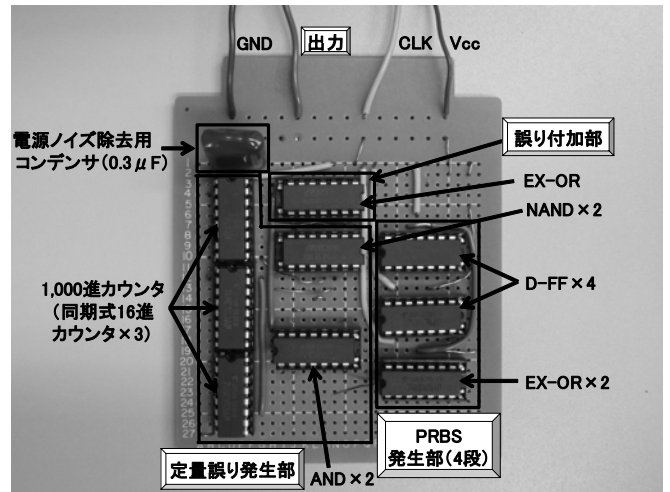 GND
出力
CLK
Vcc
電源ノイズ除去用
コンデンサ(0.3μF)
誤り付加部
EX-OR
NAND×2
1,000進カウンタ
(同期式16進
カウンタ×3)
D-FF×4
EX-OR×2
PRBS
発生部(4段)
定量誤り発生部
AND×2